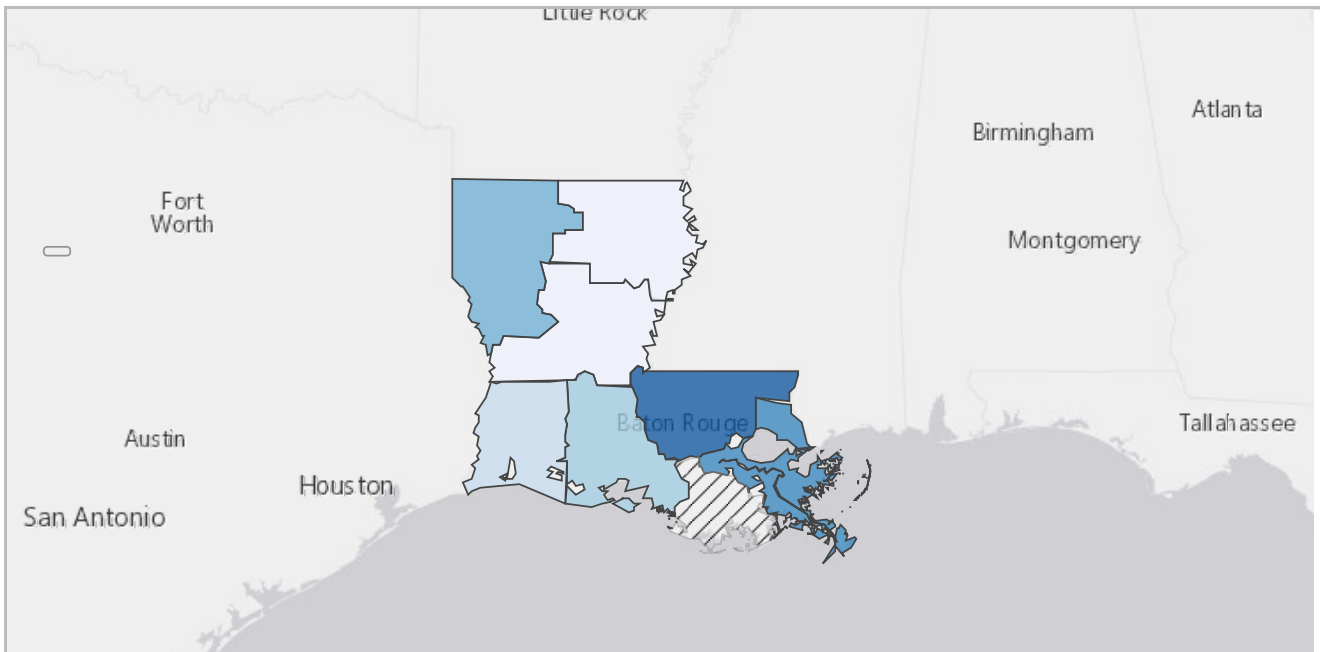 Little Rock
Atlanta
Birmingham
Fort
Worth
Montgomery
Baton Rouge
Tallahassee
Austin
Houston
San Antonio